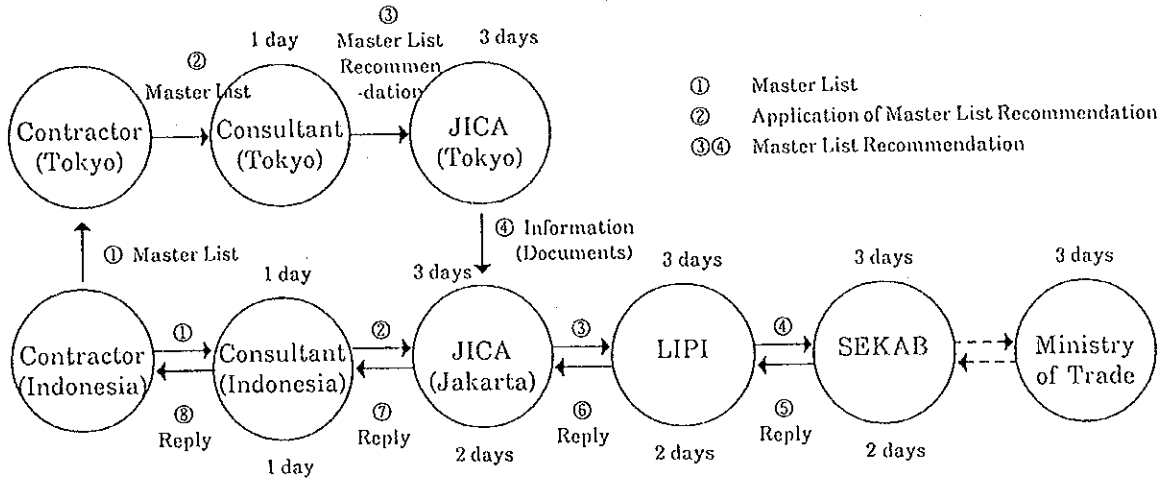 ③
1 day
Master List
3 days
②
Recommen
Master List
-dation
① Master List
② Application of Master List Recommendation
③④ Master List Recommendation
Contractor
(Tokyo)
Consultant
(Tokyo)
JICA
(Tokyo)
① Master List
④ Information
(Documents)
1 day
3 days
3 days
3 days
3 days
①
②
③
④
Contractor
(Indonesia)
Consultant
(Indonesia)
JICA
(Jakarta)
LIPI
SEKAB
Ministry
of Trade
⑧
Reply
⑦
Reply
⑥
Reply
⑤
Reply
1 day
2 days
2 days
2 days